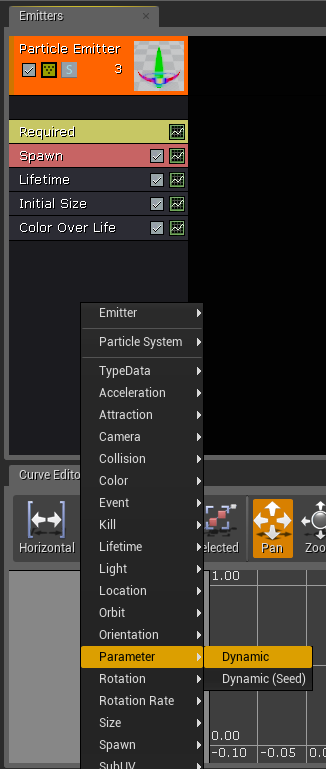 Emitters
Particle Emitter
S 3
Required
Spawn
Lifetime
Initial Size
Color Over Life
Emitter
Particle System
TypeData
Acceleration
Attraction
Camera
Collision
Color
Event
Kill
Lifetime
Light
Location
Orbit
Orientation
Parameter
Rotation
Rotation Rate
Size
Spawn
SubUV
Dynamic
Dynamic (Seed)
Curve Edito
Horizontal
elected
Pan
Zoo
1.00
0.00
-0.10 -0.05 0.0